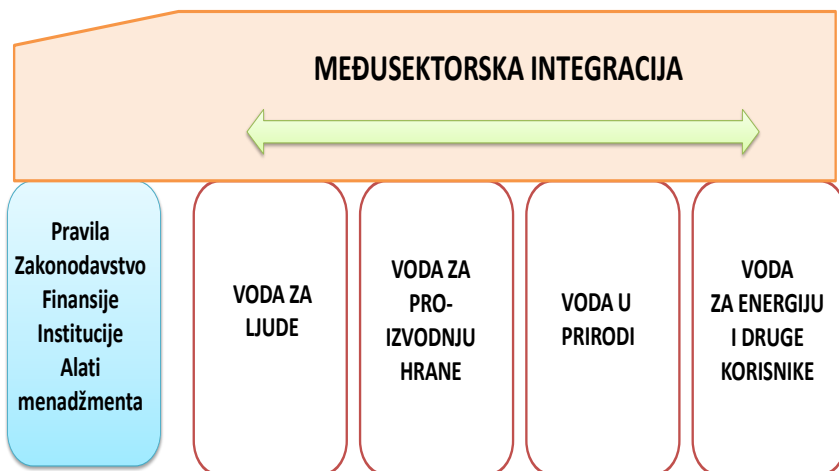 MEĐUSEKTORSKA INTEGRACIJA
Pravila
Zakonodavstvo
Finansije
Institucije
Alati
menadžmenta
VODA ZA
LJUDE
VODA ZA
PRO-
IZVODNJU
HRANE
VODA U
PRIRODI
VODA
ZA ENERGIJU
I DRUGE
KORISNIKE